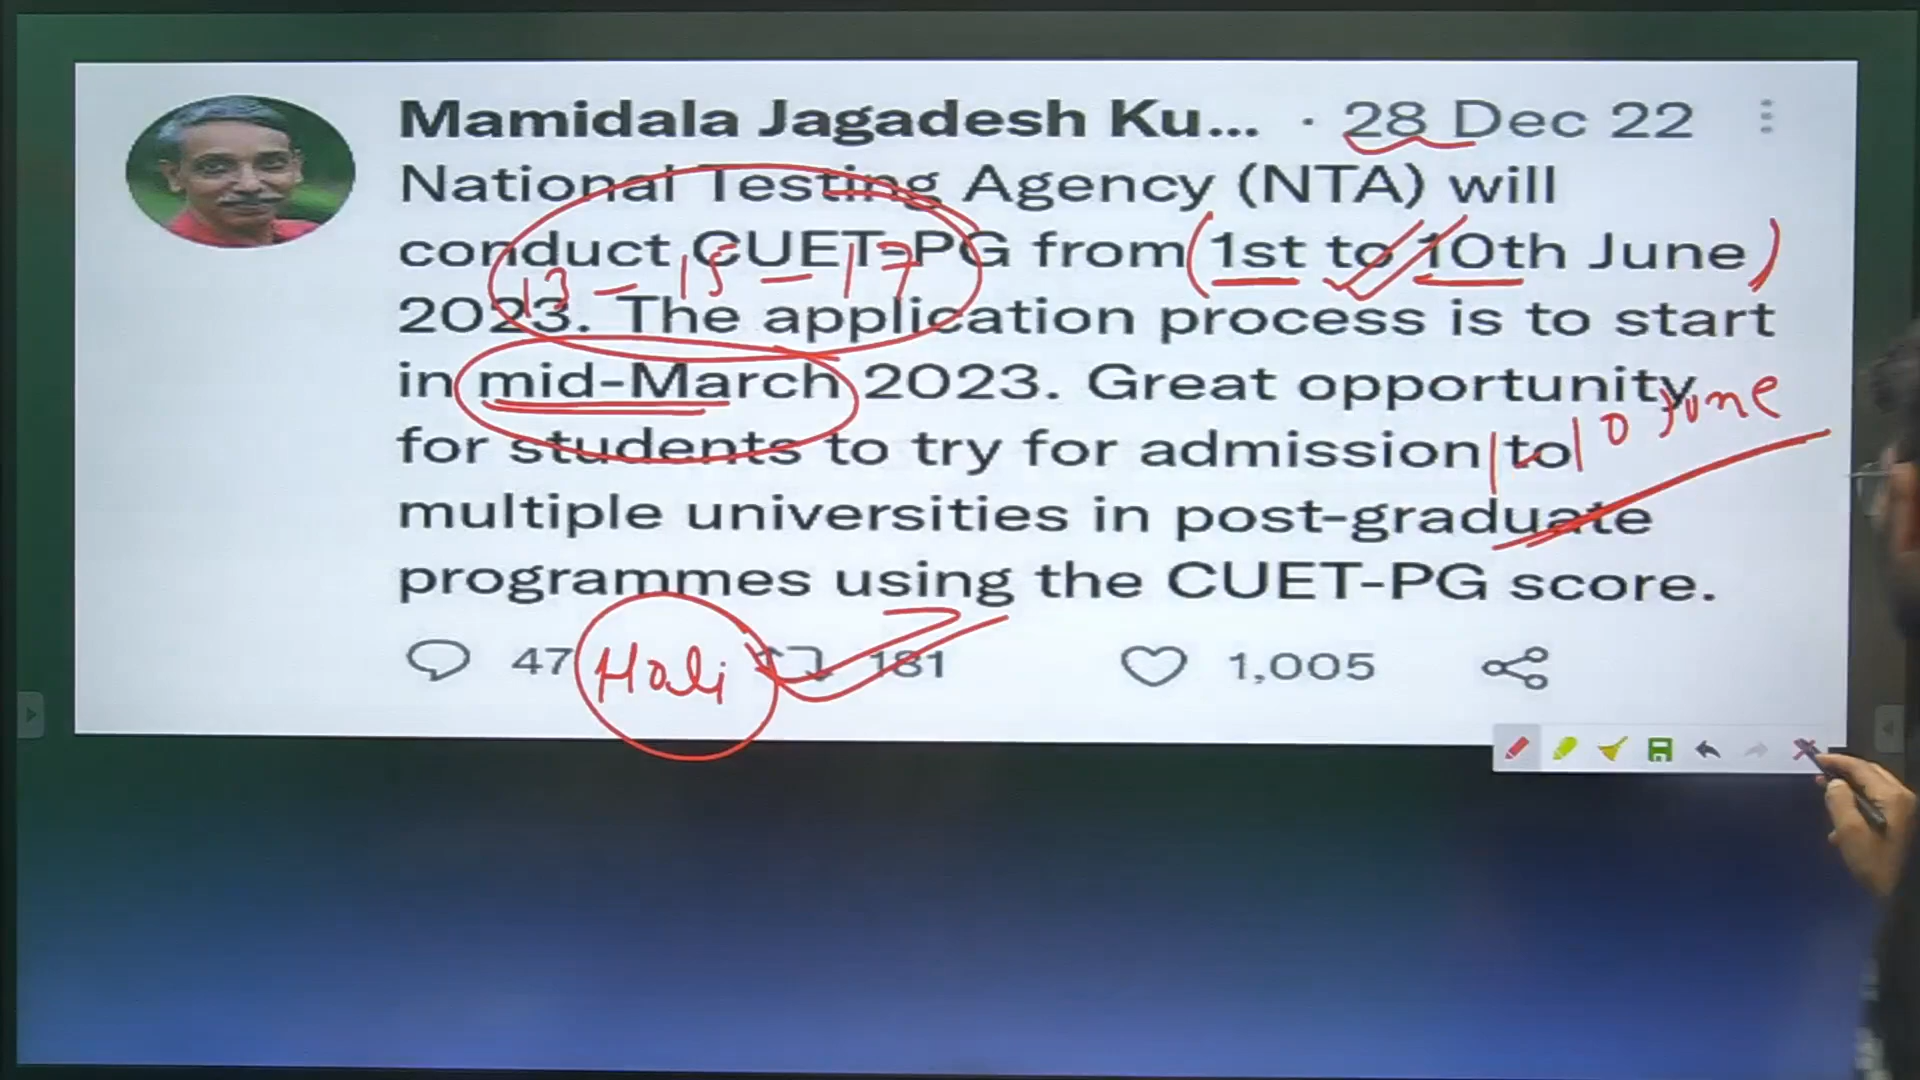 Mamidala Jagadesh Ku... · 28 Dec 22
National Testing Agency (NTA) will
conduct CUET-PG from (1st to 10th June)
13 - 15 - 17
2023. The application process is to start
in mid-March 2023. Great opportunity
1 to 10 June
for students to try for admission to
multiple universities in post-graduate
programmes using the CUET-PG score.
47 181 1,005
Holi